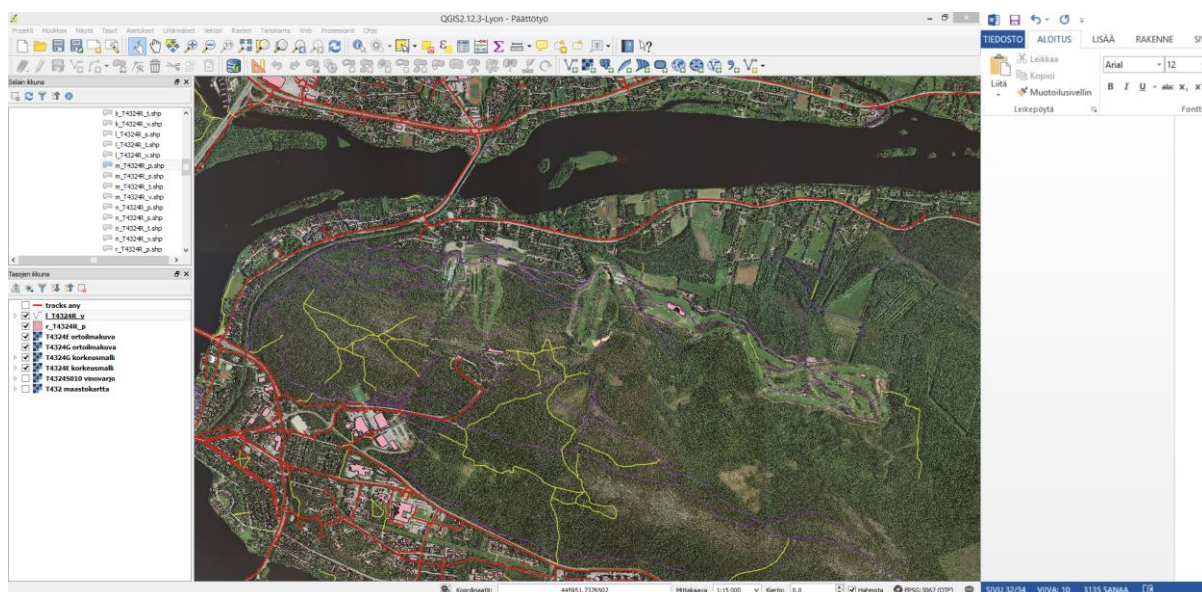 QGIS2.12.3-Lyon - Päättötyö
Projekti Muokkaa Näytä Tasot Asetukset Liitännäiset Vektori Rasteri Tietokanta Web Prosessointi Ohje
Selain ikkuna
k_T4324R_t.shp
k_T4324R_v.shp
l_T4324R_s.shp
l_T4324R_t.shp
l_T4324R_v.shp
m_T4324R_p.shp
m_T4324R_s.shp
m_T4324R_t.shp
m_T4324R_v.shp
n_T4324R_p.shp
n_T4324R_s.shp
n_T4324R_t.shp
n_T4324R_v.shp
r_T4324R_p.shp
Tasojen ikkuna
tracks any
l_T4324R_v
r_T4324R_p
T4324E ortoilmakuva
T4324G ortoilmakuva
T4324G korkeusmalli
T4324E korkeusmalli
T43245010 vinovarjo
T432 maastokartta
Koordinaatti: 445951,7376502 Mittakaava 1:15 000 Kierto: 0.0 Hahmota EPSG:3067 (OTF)
TIEDOSTO ALOITUS LISÄÄ RAKENNE
Leikkaa
Kopioi
Muotoilusivellin
Liitä
Arial 12
B I U abc x₂ x
Leikepöytä
Fontt
SIVU 32/34 VIIVA: 10 3135 SANAA